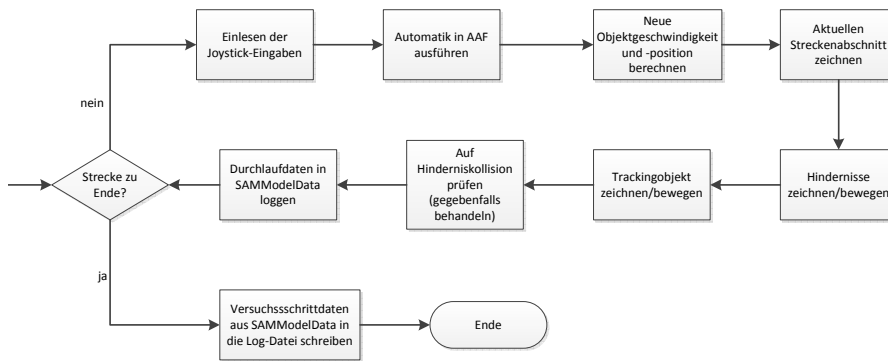 Einlesen der
Joystick-Eingaben
Automatik in AAF
ausführen
Neue
Objektgeschwindigkeit
und -position
berechnen
Aktuellen
Streckenabschnitt
zeichnen
nein
Strecke zu
Ende?
Durchlaufdaten in
SAMModelData
loggen
Auf
Hinderniskollision
prüfen
(gegebenfalls
behandeln)
Trackingobjekt
zeichnen/bewegen
Hindernisse
zeichnen/bewegen
ja
Versuchssschrittdaten
aus SAMModelData in
die Log-Datei schreiben
Ende